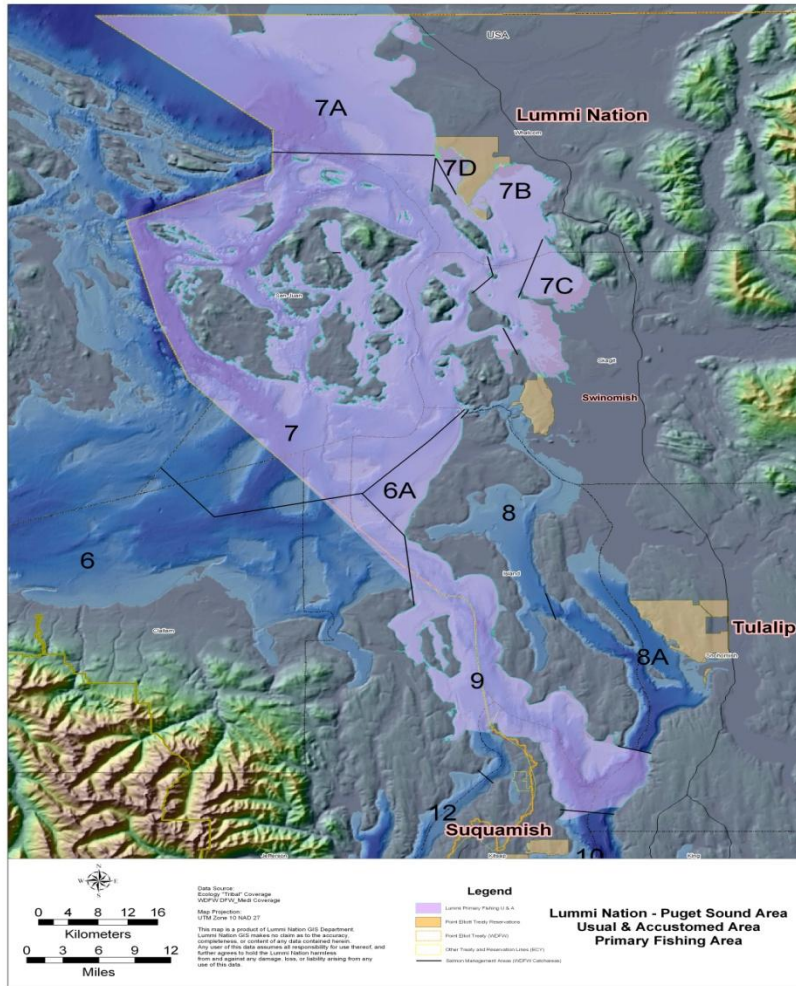 USA
7A
Lummi Nation
Whatcom
7D
7B
7C
San Juan
Skagit
Swinomish
7
6A
8
6
Island
Clallam
Tulalip
8A
Snohomish
9
12
Suquamish
10
Jefferson
Kitsap
King
N
W
E
S
0 4 8 12 16
Kilometers
0 3 6 9 12
Miles
Data Source:
Ecology "Tribal" Coverage
WDFW DFW_Medi Coverage
Map Projection:
UTM Zone 10 NAD 27
This map is a product of Lummi Nation GIS Department.
Lummi Nation GIS makes no claim as to the accuracy,
completeness, or content of any data contained herein.
Any user of this data assumes all responsibility for use thereof, and
further agrees to hold the Lummi Nation harmless
from and against any damage, loss, or liability arising from any
use of this data.
Legend
Lummi Primary Fishing U & A
Point Elliott Treaty Reservations
Point Elliott Treaty (WDFW)
Other Treaty and Reservation Lines (ECY)
Salmon Management Areas (WDFW Catchareas)
Lummi Nation - Puget Sound Area
Usual & Accustomed Area
Primary Fishing Area